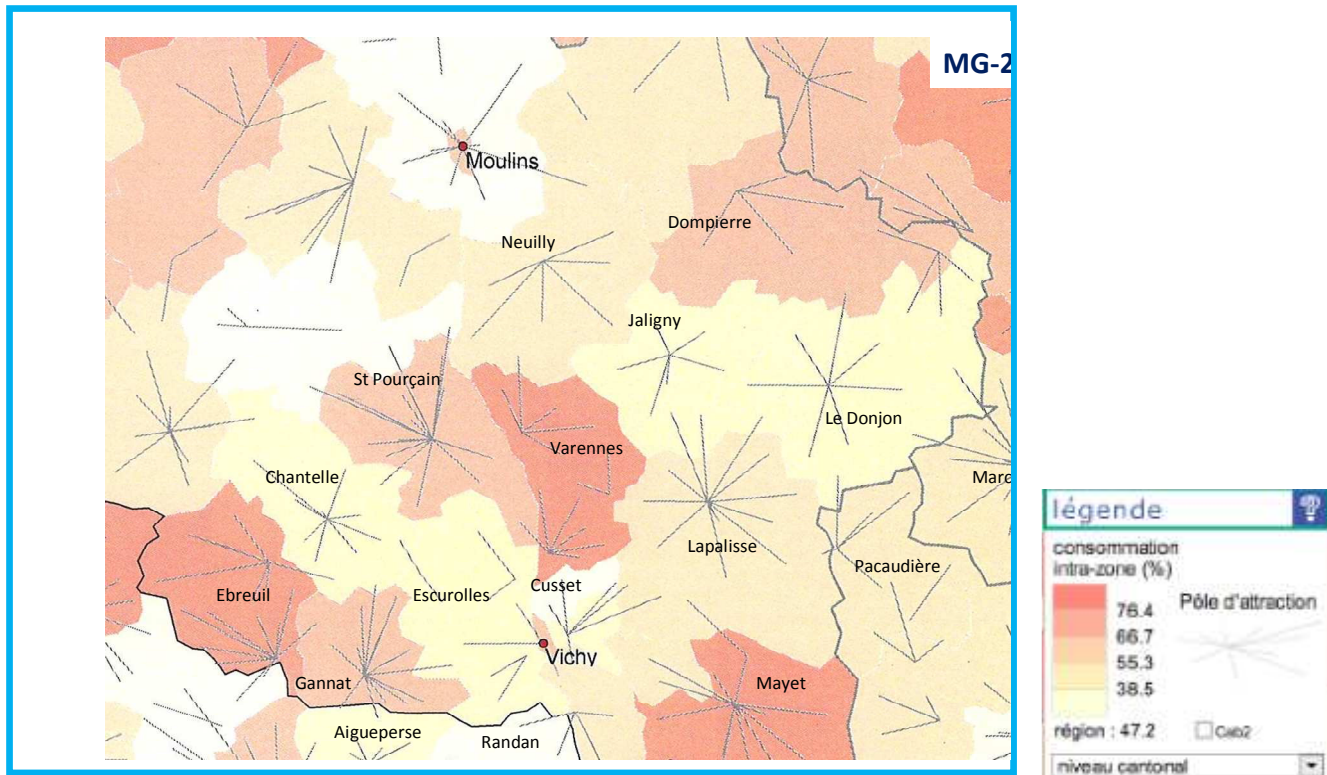 MG-2
Moulins
Dompierre
Neuilly
Jaligny
St Pourçain
Le Donjon
Varennes
Chantelle
Marc
Lapalisse
Pacaudière
Ebreuil
Escurolles
Cusset
Vichy
Gannat
Mayet
Aigueperse
Randan
légende
consommation
intra-zone (%)
76.4
Pôle d'attraction
66.7
55.3
38.5
région : 47.2
Cab2
niveau cantonal